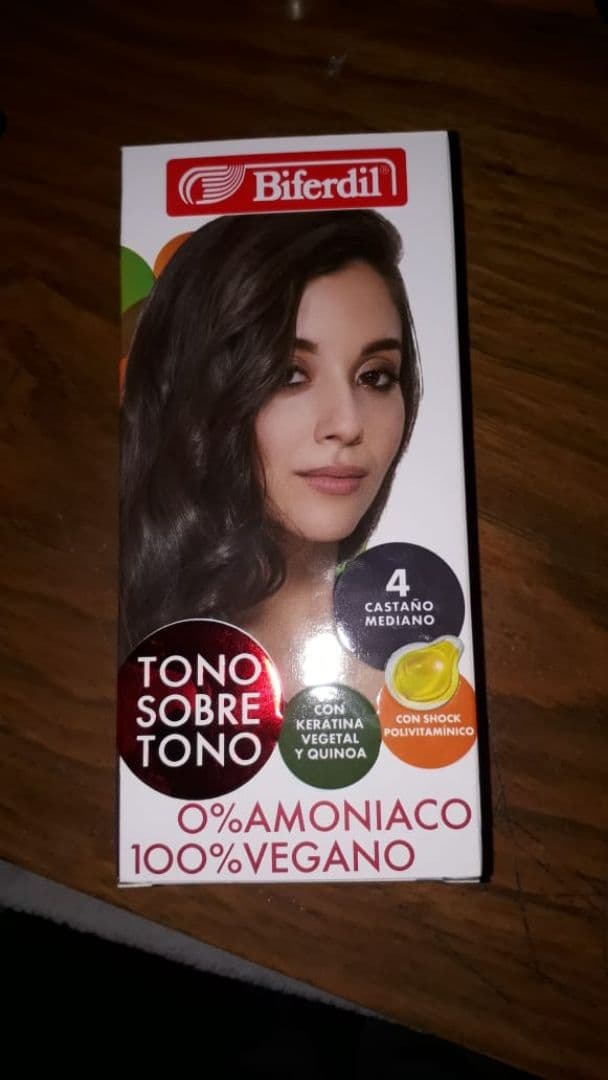 Biferdil®
4
CASTAÑO
MEDIANO
TONO
SOBRE
TONO
CON
KERATINA
VEGETAL
Y QUINOA
CON SHOCK
POLIVITAMÍNICO
0%AMONIACO
100%VEGANO